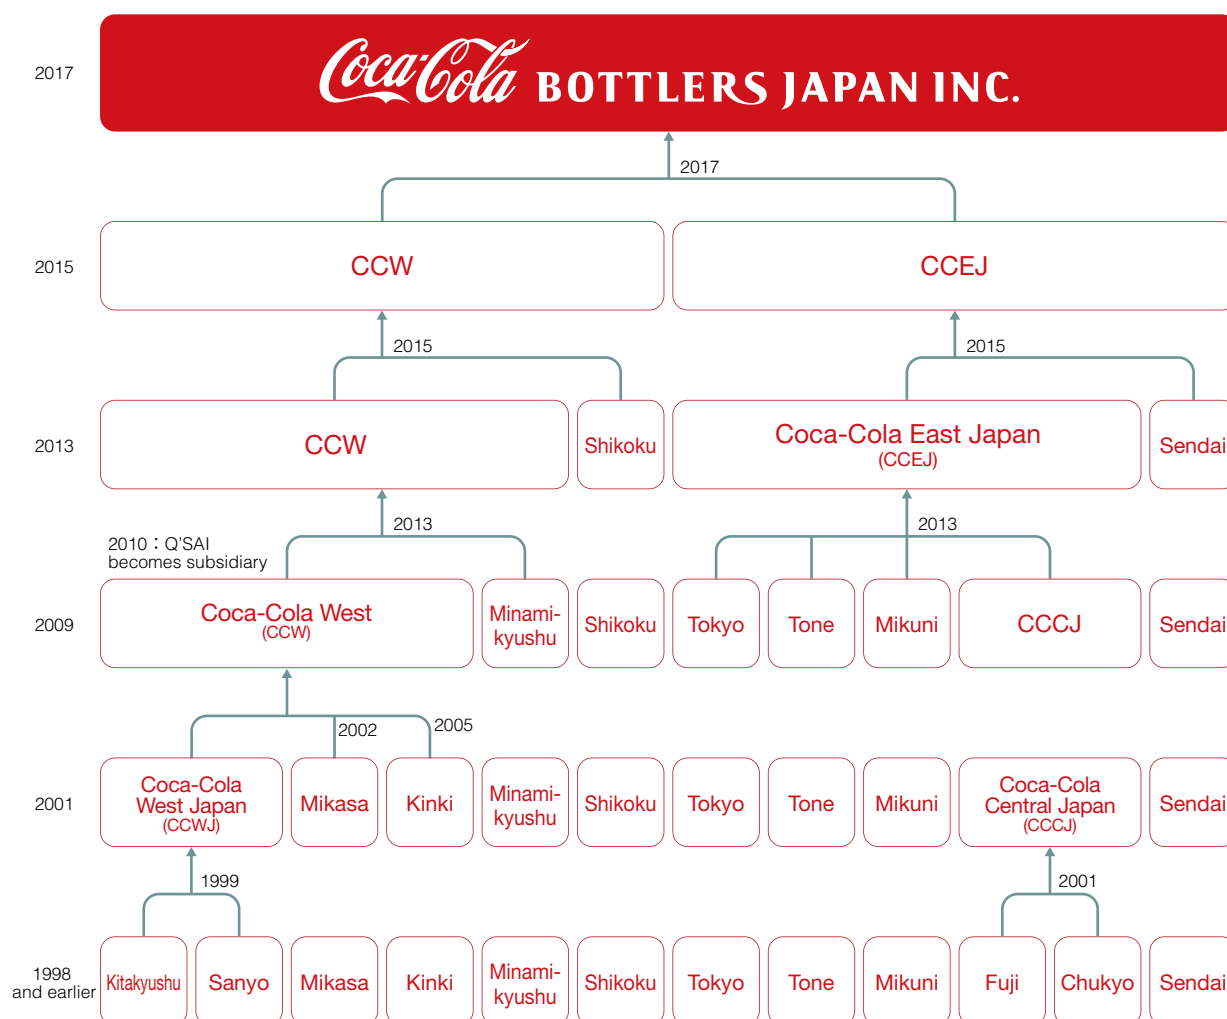 2017
Coca-Cola BOTTLERS JAPAN INC.
2017
2015
CCW
CCEJ
2015
2015
2013
CCW
Shikoku
Coca-Cola East Japan
(CCEJ)
Sendai
2013
2013
2010：Q’SAI
becomes subsidiary
2009
Coca-Cola West
(CCW)
Minami-
kyushu
Shikoku
Tokyo
Tone
Mikuni
CCCJ
Sendai
2002
2005
2001
Coca-Cola
West Japan
(CCWJ)
Mikasa
Kinki
Minami-
kyushu
Shikoku
Tokyo
Tone
Mikuni
Coca-Cola
Central Japan
(CCCJ)
Sendai
1999
2001
1998
and earlier
Kitakyushu
Sanyo
Mikasa
Kinki
Minami-
kyushu
Shikoku
Tokyo
Tone
Mikuni
Fuji
Chukyo
Sendai